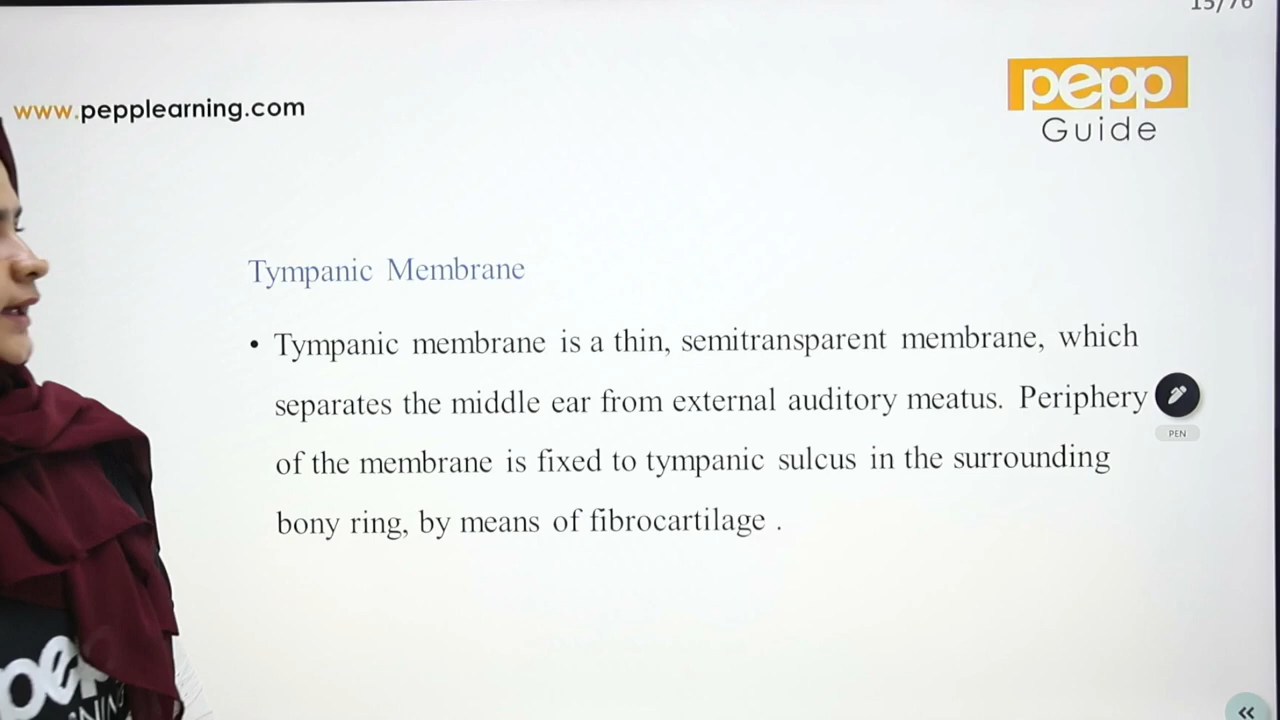 15/76
www.pepplearning.com
pepp
Guide
Tympanic Membrane
• Tympanic membrane is a thin, semitransparent membrane, which
separates the middle ear from external auditory meatus. Periphery
of the membrane is fixed to tympanic sulcus in the surrounding
bony ring, by means of fibrocartilage .
PEN
«